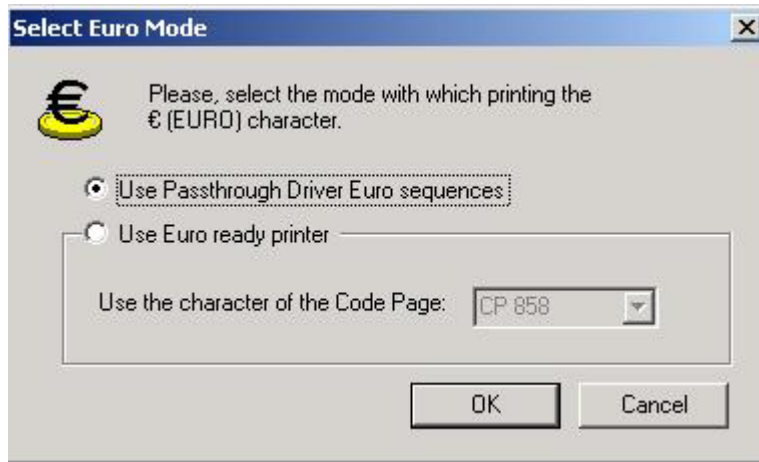 Select Euro Mode
Please, select the mode with which printing the
€ (EURO) character.
Use Passthrough Driver Euro sequences
Use Euro ready printer
Use the character of the Code Page: CP 858
OK Cancel